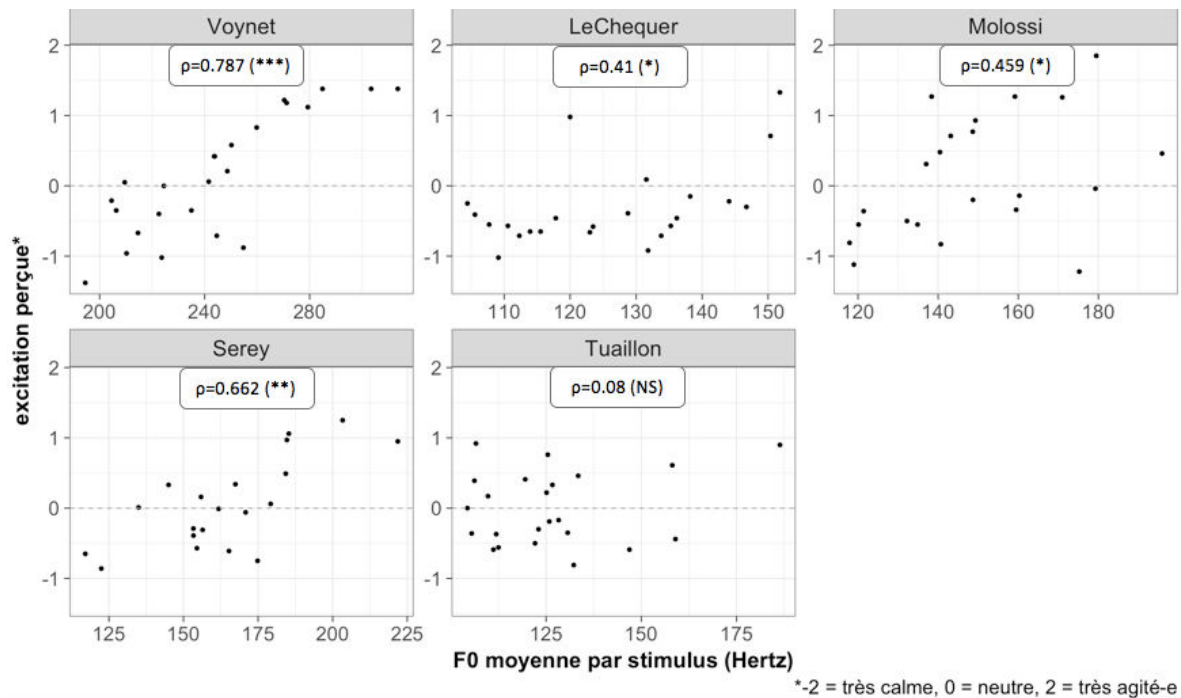 Voynet
LeChequer
Molossi
2
1
0
-1
ρ=0.787 (***)
ρ=0.41 (*)
ρ=0.459 (*)
200 240 280
110 120 130 140 150
120 140 160 180
Serey
Tuaillon
2
1
0
-1
ρ=0.662 (**)
ρ=0.08 (NS)
125 150 175 200 225
125 150 175
excitation perçue*
F0 moyenne par stimulus (Hertz)
*-2 = très calme, 0 = neutre, 2 = très agité-e